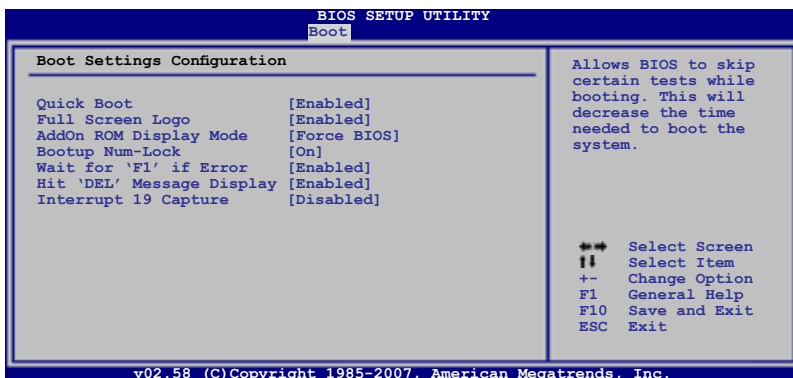 BIOS SETUP UTILITY
Boot
Boot Settings Configuration
Quick Boot [Enabled]
Full Screen Logo [Enabled]
AddOn ROM Display Mode [Force BIOS]
Bootup Num-Lock [On]
Wait for ‘F1’ if Error [Enabled]
Hit ‘DEL’ Message Display [Enabled]
Interrupt 19 Capture [Disabled]
Allows BIOS to skip
certain tests while
booting. This will
decrease the time
needed to boot the
system.
←→ Select Screen
↑↓ Select Item
+- Change Option
F1 General Help
F10 Save and Exit
ESC Exit
v02.58 (C)Copyright 1985-2007, American Megatrends, Inc.